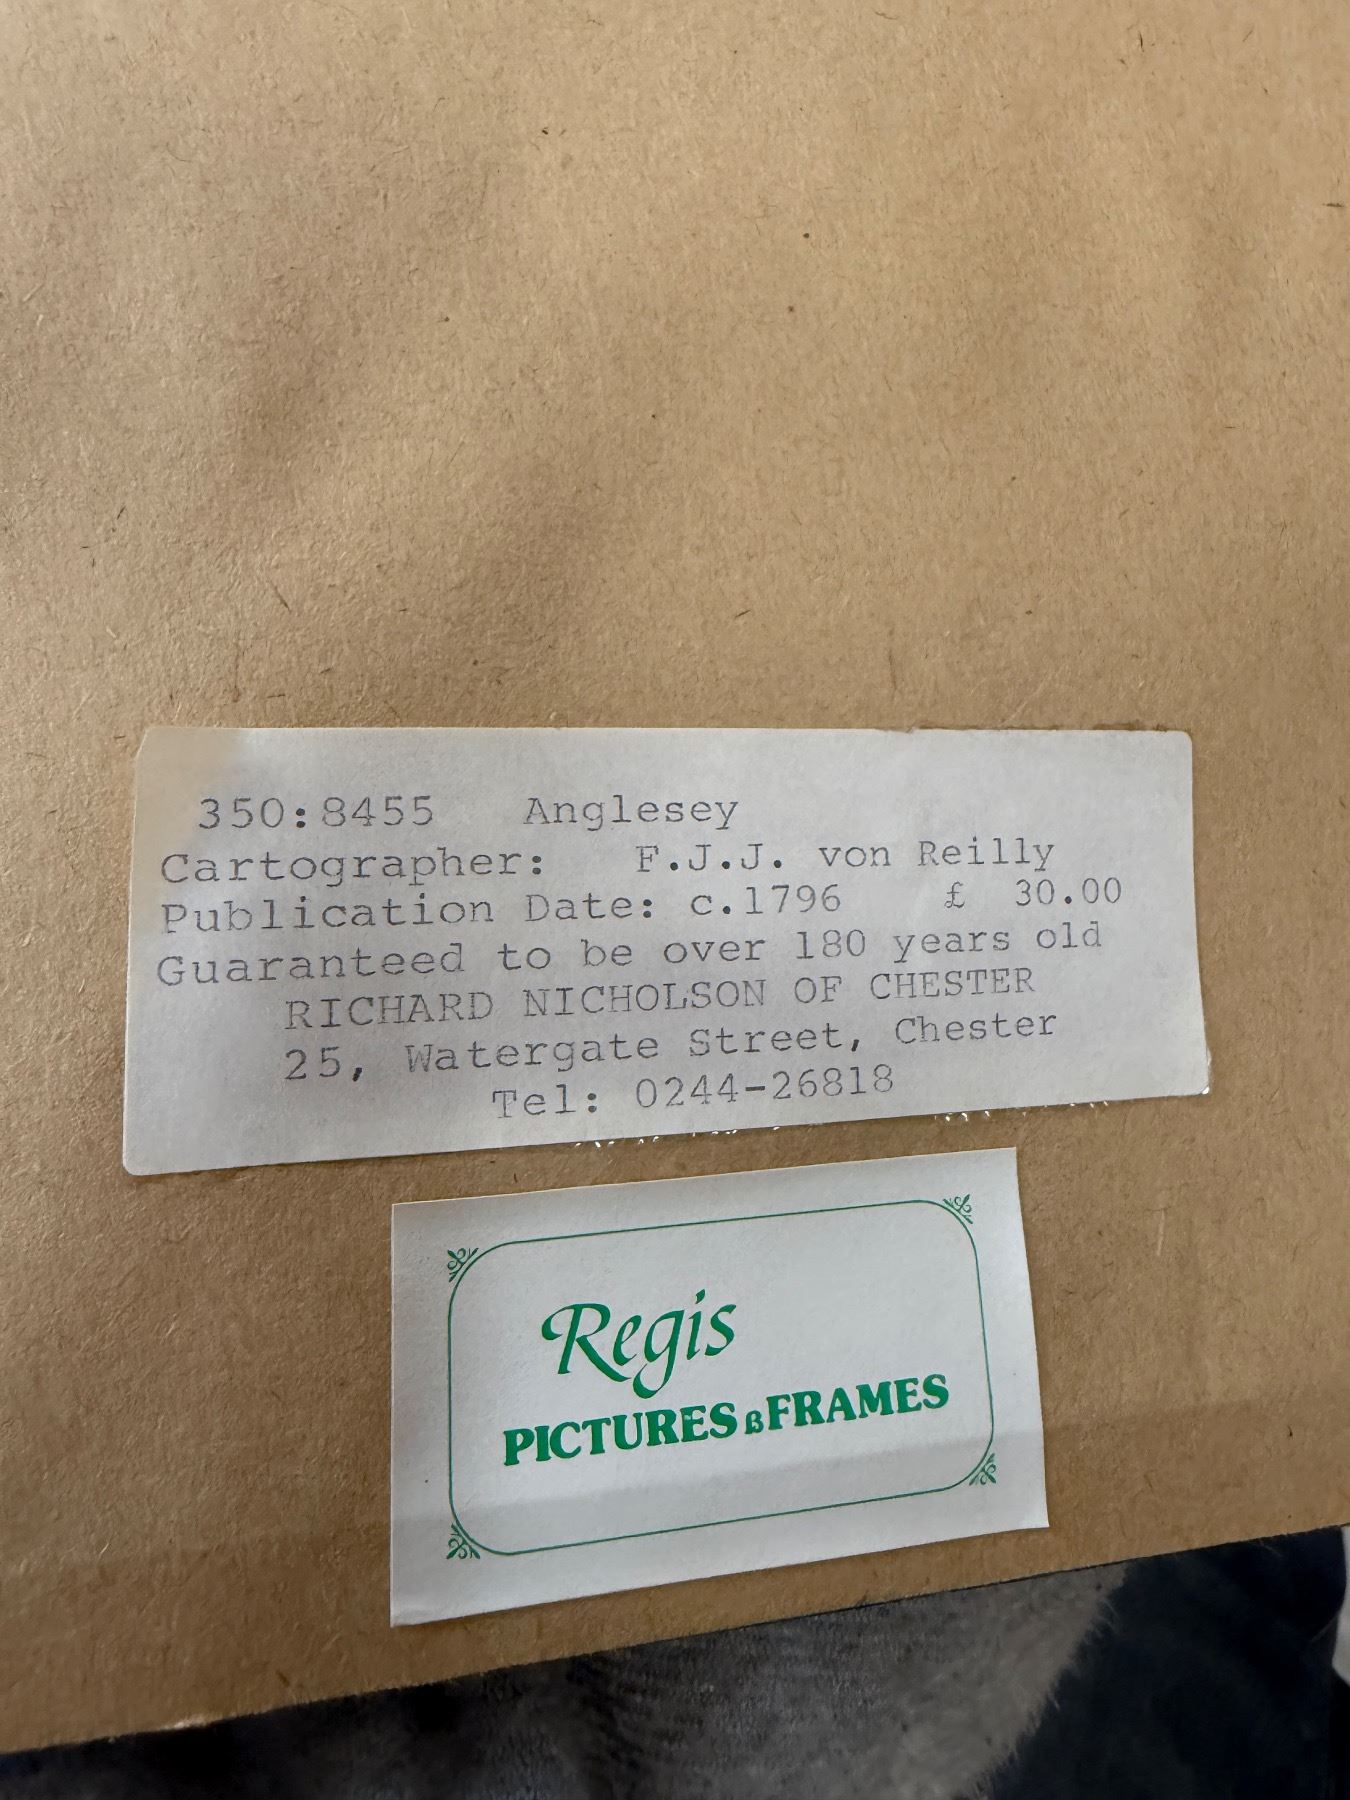 350:8455 Anglesey
Cartographer: F.J.J. von Reilly
Publication Date: c.1796 £ 30.00
Guaranteed to be over 180 years old
RICHARD NICHOLSON OF CHESTER
25, Watergate Street, Chester
Tel: 0244-26818
Regis
PICTURES & FRAMES